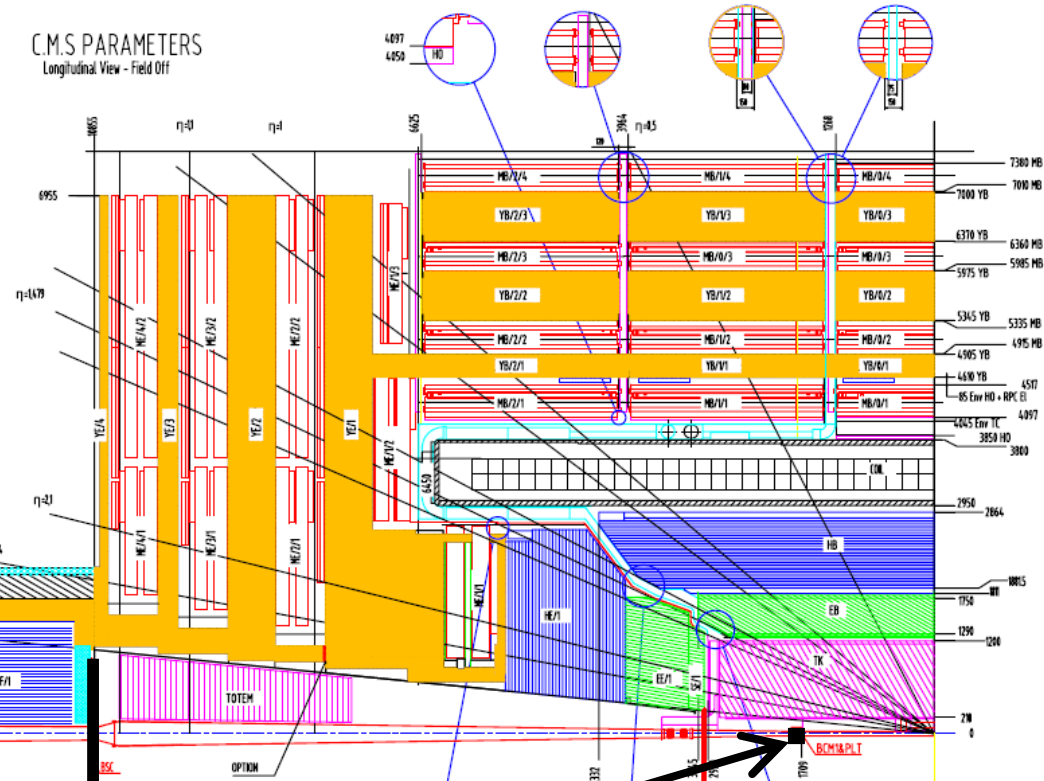 C.M.S PARAMETERS
Longitudinal View - Field Off
4097
4050
HO
6625
η=1
3964
η=0,5
1268
120
150
150
6955
7380 MB
7010 MB
7000 YB
6370 YB
6360 MB
5985 MB
5975 YB
5345 YB
5335 MB
4915 MB
4905 YB
4610 YB
4517
85 Env HO + RPC El
4097
4045 Env TC
3850 HO
3800
2950
2864
1750
1290
1200
210
0
MB/2/4
MB/1/4
MB/0/4
YB/2/3
YB/1/3
YB/0/3
MB/2/3
MB/0/3
MB/0/3
YB/2/2
YB/1/2
YB/0/2
MB/2/2
MB/1/2
MB/0/2
YB/2/1
YB/1/1
YB/0/1
MB/2/1
MB/1/1
MB/0/1
ME/1/3
ME/4/2
ME/3/2
ME/2/2
η=1,479
YE/4
YE/3
YE/2
YE/1
ME/1/2
6450
COIL
η=2,1
ME/4/1
ME/3/1
ME/2/1
ME/1/1
HE/1
HB
EB
EE/1
SE/1
TK
F/1
TOTEM
BSC
OPTION
332
1709
BCM1&PLT